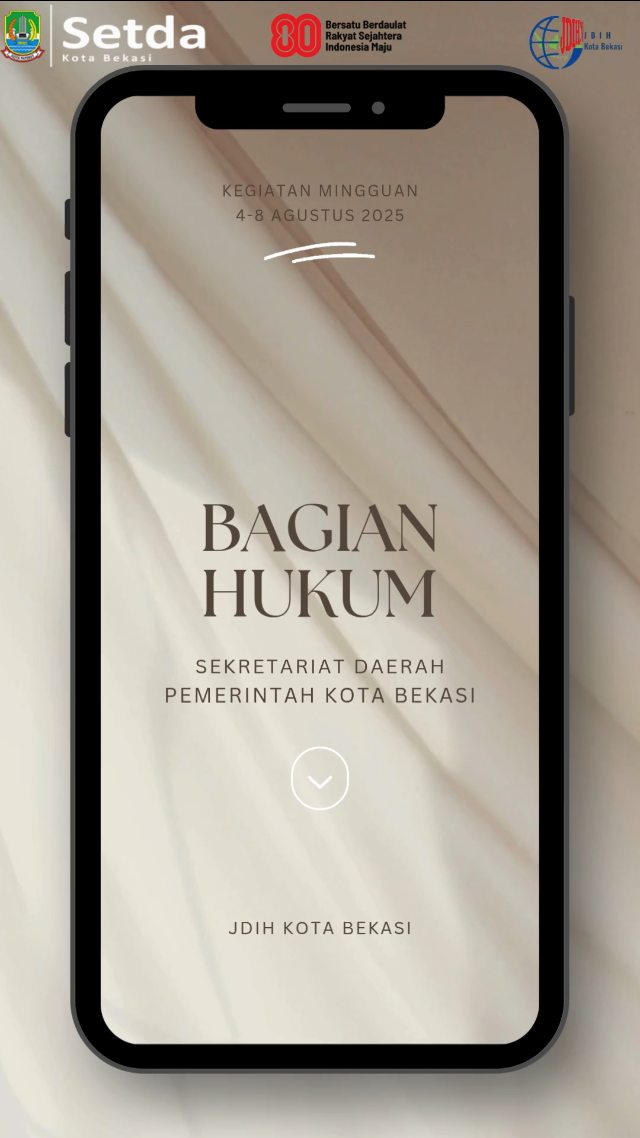 Setda
Kota Bekasi
80
Bersatu Berdaulat
Rakyat Sejahtera
Indonesia Maju
JDIH
J B I H
Kota Bekasi
KEGIATAN MINGGUAN
4-8 AGUSTUS 2025
BAGIAN
HUKUM
SEKRETARIAT DAERAH
PEMERINTAH KOTA BEKASI
JDIH KOTA BEKASI